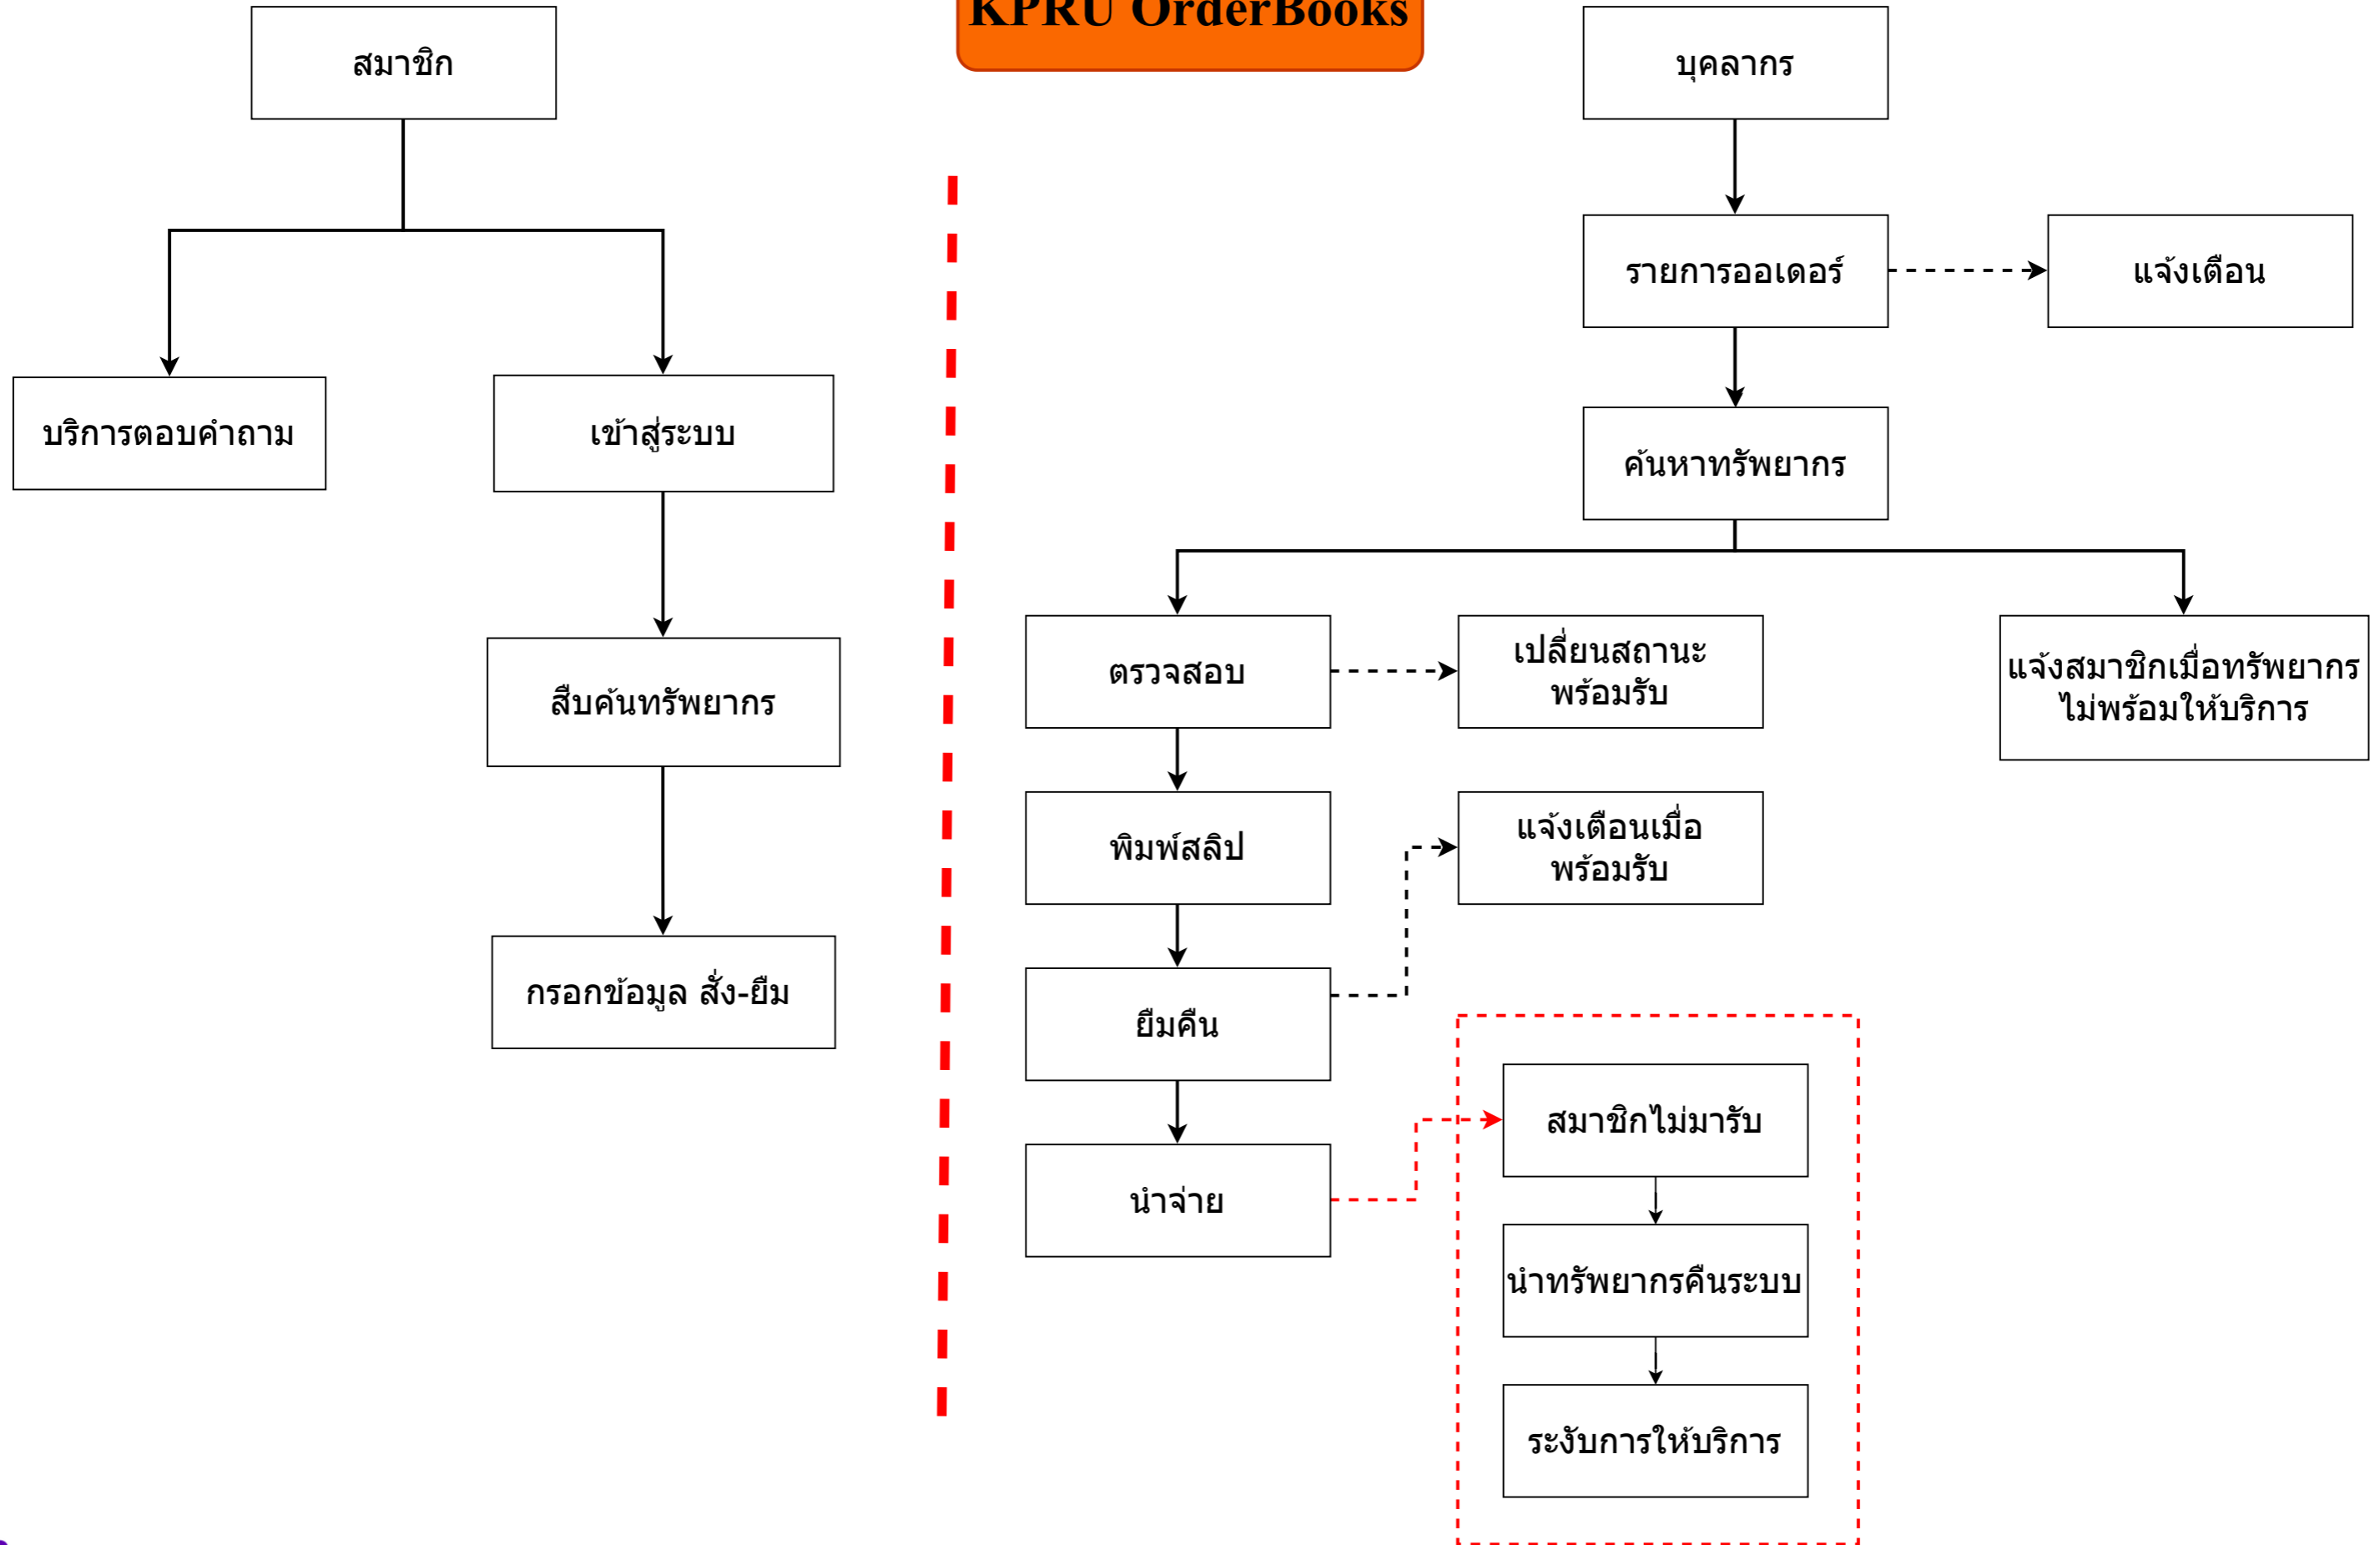 KPRU OrderBooks
สมาชิก
บริการตอบคำถาม
เข้าสู่ระบบ
สืบค้นทรัพยากร
กรอกข้อมูล สั่ง-ยืม
บุคลากร
รายการออเดอร์
แจ้งเตือน
ค้นหาทรัพยากร
ตรวจสอบ
เปลี่ยนสถานะ
พร้อมรับ
แจ้งสมาชิกเมื่อทรัพยากร
ไม่พร้อมให้บริการ
พิมพ์สลิป
แจ้งเตือนเมื่อ
พร้อมรับ
ยืมคืน
นำจ่าย
สมาชิกไม่มารับ
นำทรัพยากรคืนระบบ
ระงับการให้บริการ